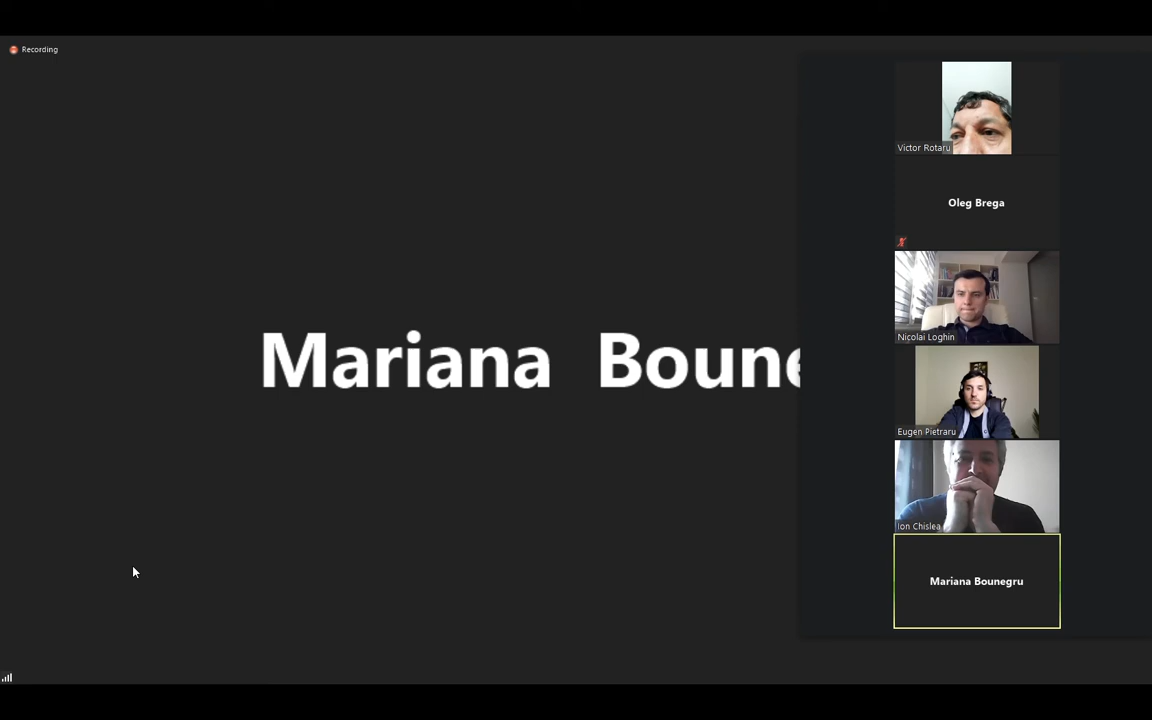 Recording
Mariana Boune
Victor Rotaru
Oleg Brega
Nicolai Loghin
Eugen Pietraru
Ion Chislea
Mariana Bounegru